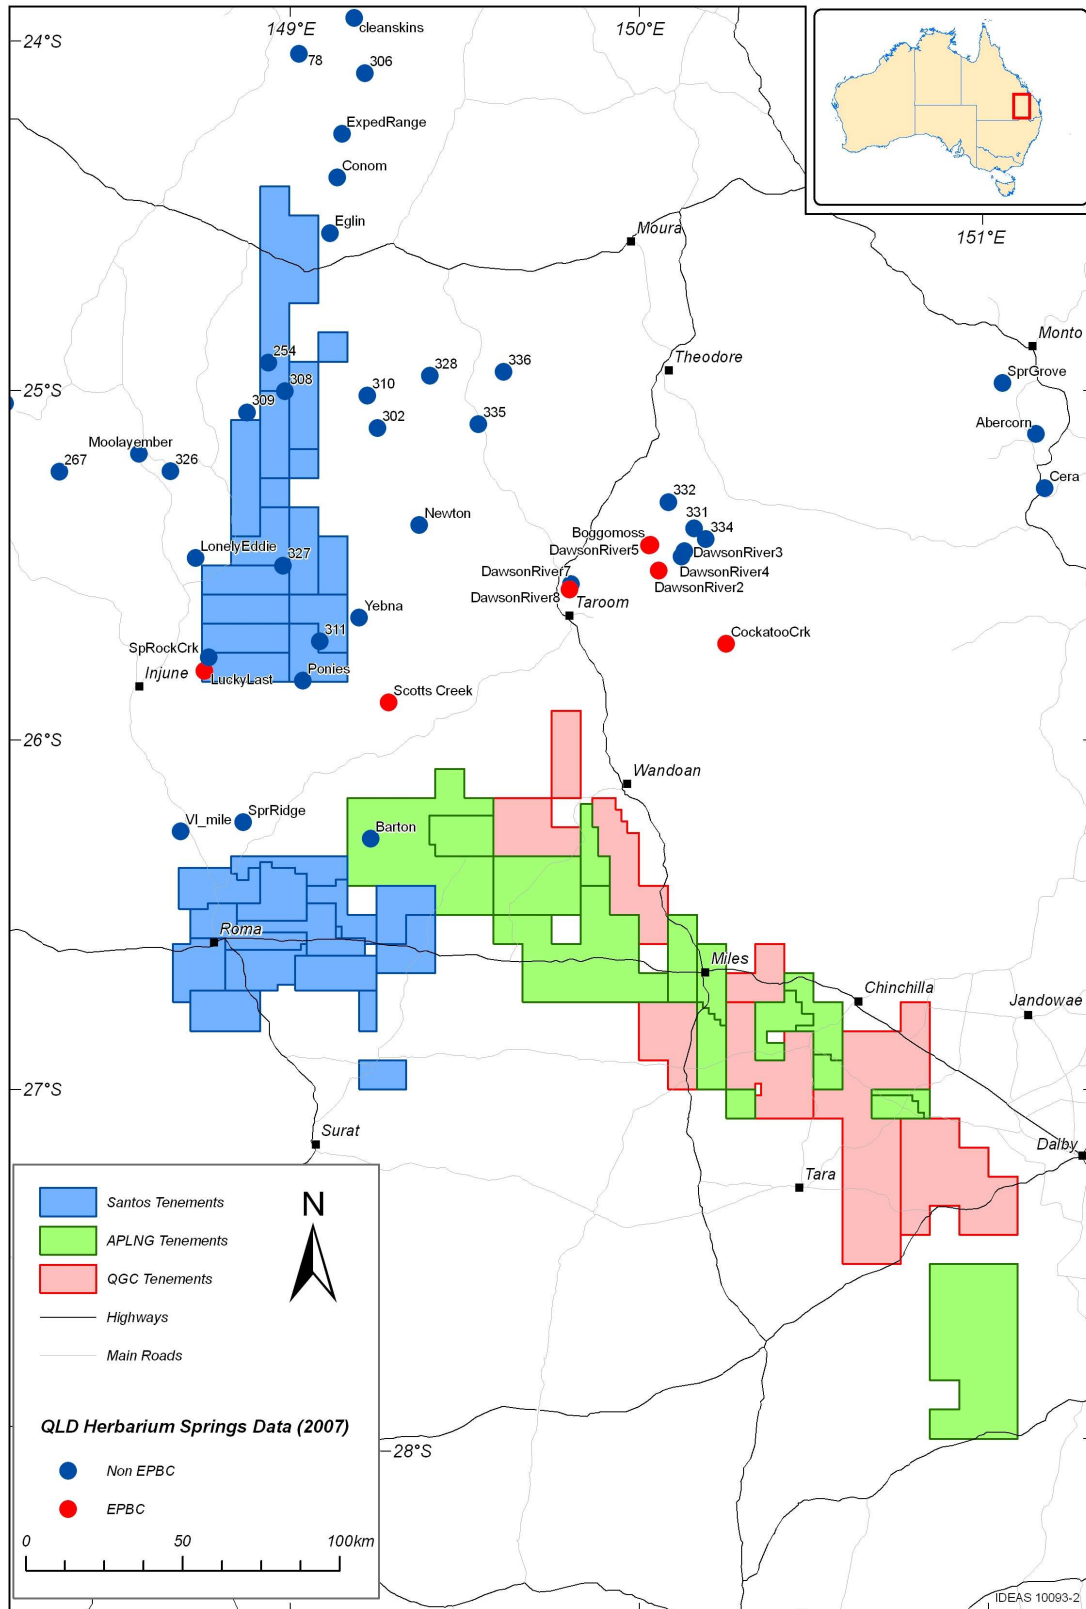 149°E
150°E
24°S
cleanskins
78
306
ExpedRange
Conom
Eglin
Moura
151°E
Monto
Theodore
254
328
336
SprGrove
308
310
309
302
335
Abercorn
Moolayember
25°S
267
326
Cera
332
Newton
331
334
Boggomoss
LonelyEddie
DawsonRiver5
DawsonRiver3
327
DawsonRiver7
DawsonRiver4
DawsonRiver2
DawsonRiver8
Yebna
Taroom
311
CockatooCrk
SpRockCrk
Injune
LuckyLast
Ponies
Scotts Creek
26°S
Wandoan
VI_mile
SprRidge
Barton
Roma
Miles
Chinchilla
Jandowae
27°S
Surat
Dalby
Tara
Santos Tenements
N
APLNG Tenements
QGC Tenements
Highways
Main Roads
QLD Herbarium Springs Data (2007)
28°S
Non EPBC
EPBC
0 50 100km
IDEAS 10093-2